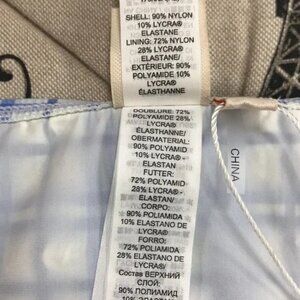 SHELL: 90% NYLON
10% LYCRA®
ELASTANE
LINING: 72% NYLON
28% LYCRA®
ELASTANE/
EXTÉRIEUR: 90%
POLYAMIDE 10%
LYCRA®
ÉLASTHANNE
DOUBLURE: 72%
POLYAMIDE 28%
LYCRA®
ÉLASTHANNE/
OBERMATERIAL:
90% POLYAMID
10% LYCRA® -
ELASTAN
FUTTER:
72% POLYAMID
28% LYCRA® -
ELASTAN/
CORPO:
90% POLIAMIDA
10% ELASTANO DE
LYCRA®
FORRO:
72% POLIAMIDA
28% ELASTANO DE
LYCRA®/
Состав ВЕРХНИЙ
СЛОЙ:
90% ПОЛИАМИД
CHINA